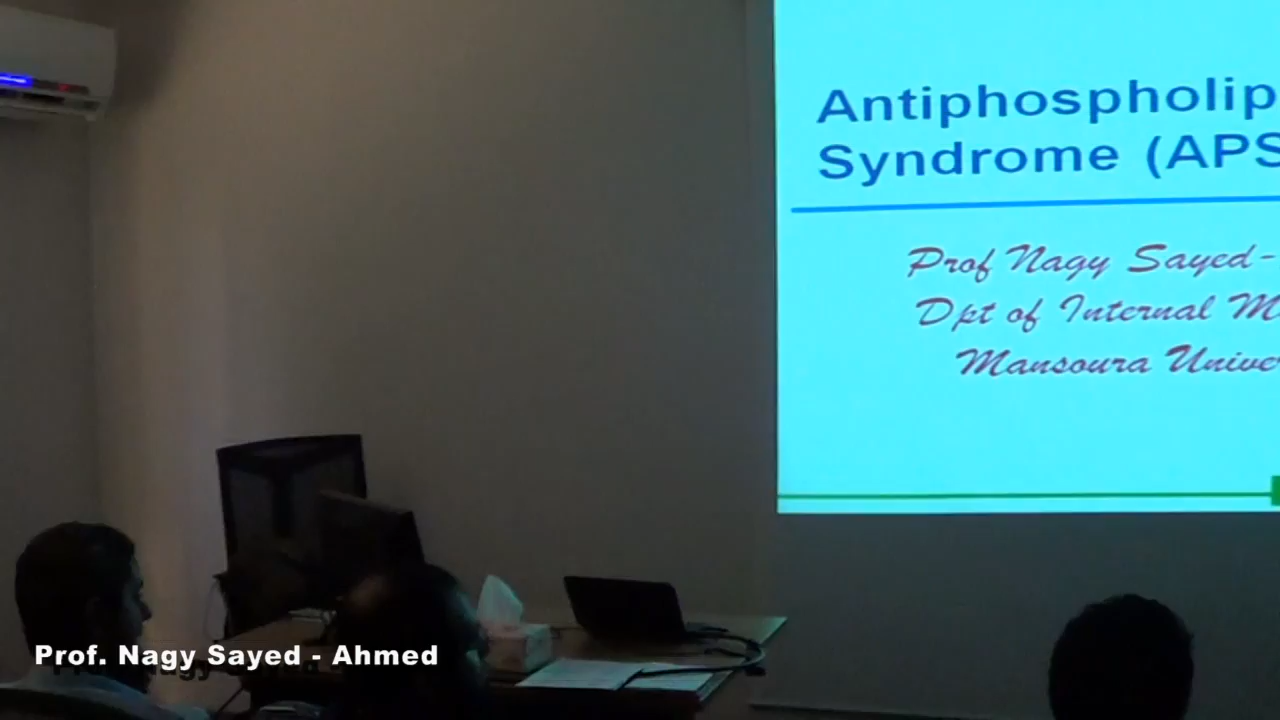 Antiphospholip
Syndrome (APS
Prof Nagy Sayed-
Dpt of Internal M
Mansoura Unive
Prof. Nagy Sayed - Ahmed